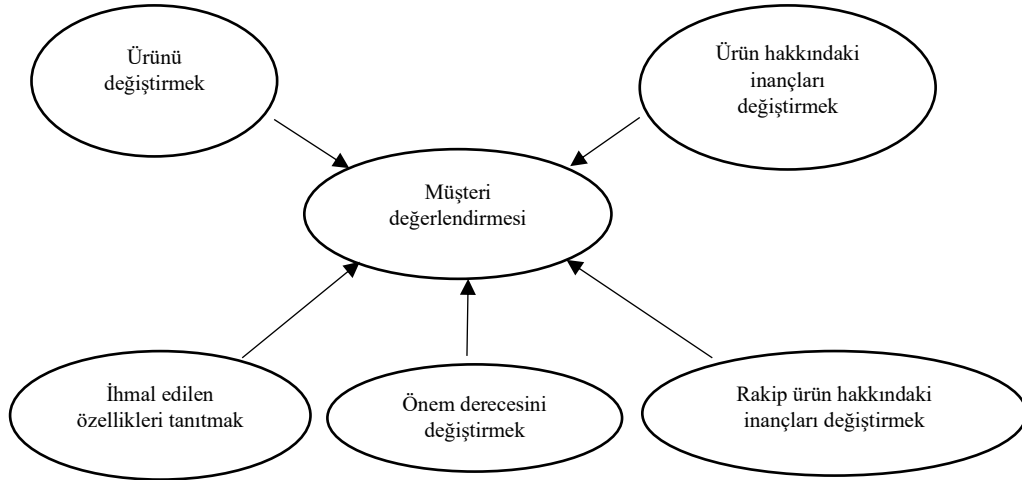 Ürünü
değiştirmek
Ürün hakkındaki
inançları
değiştirmek
Müşteri
değerlendirmesi
İhmal edilen
özellikleri tanıtmak
Önem derecesini
değiştirmek
Rakip ürün hakkındaki
inançları değiştirmek